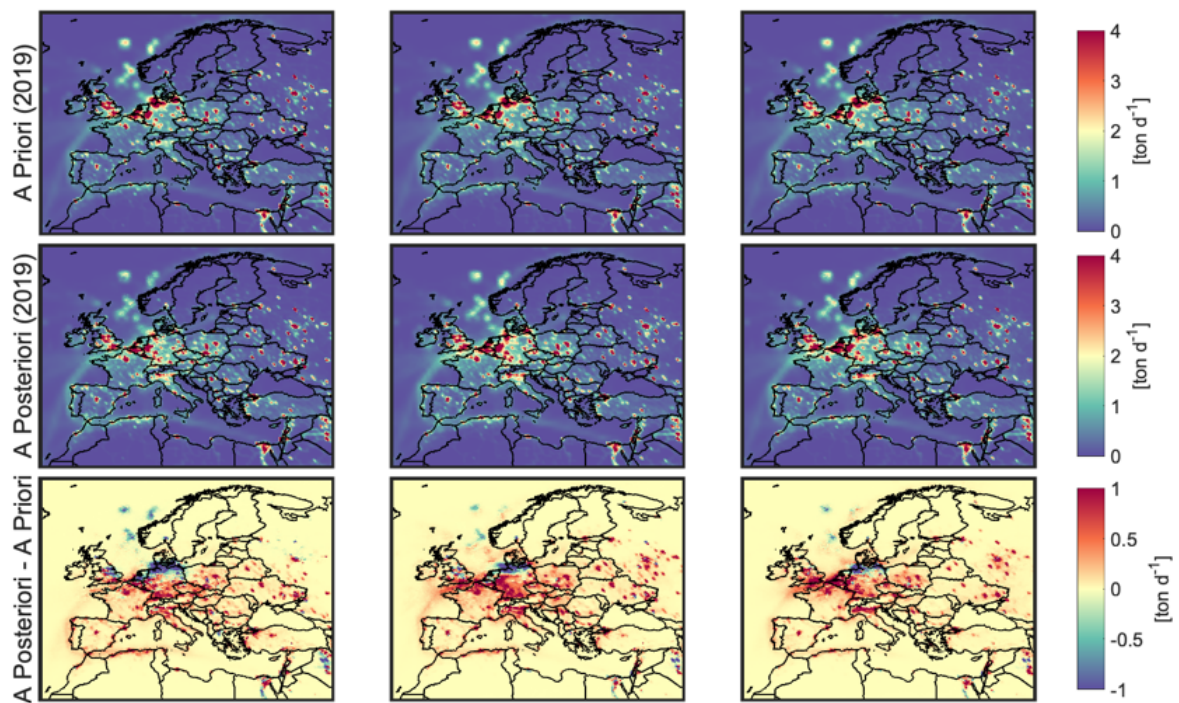 A Priori (2019)
4
3
2
1
0
[ton d⁻¹]
A Posteriori (2019)
4
3
2
1
0
[ton d⁻¹]
A Posteriori - A Priori
1
0.5
0
-0.5
-1
[ton d⁻¹]